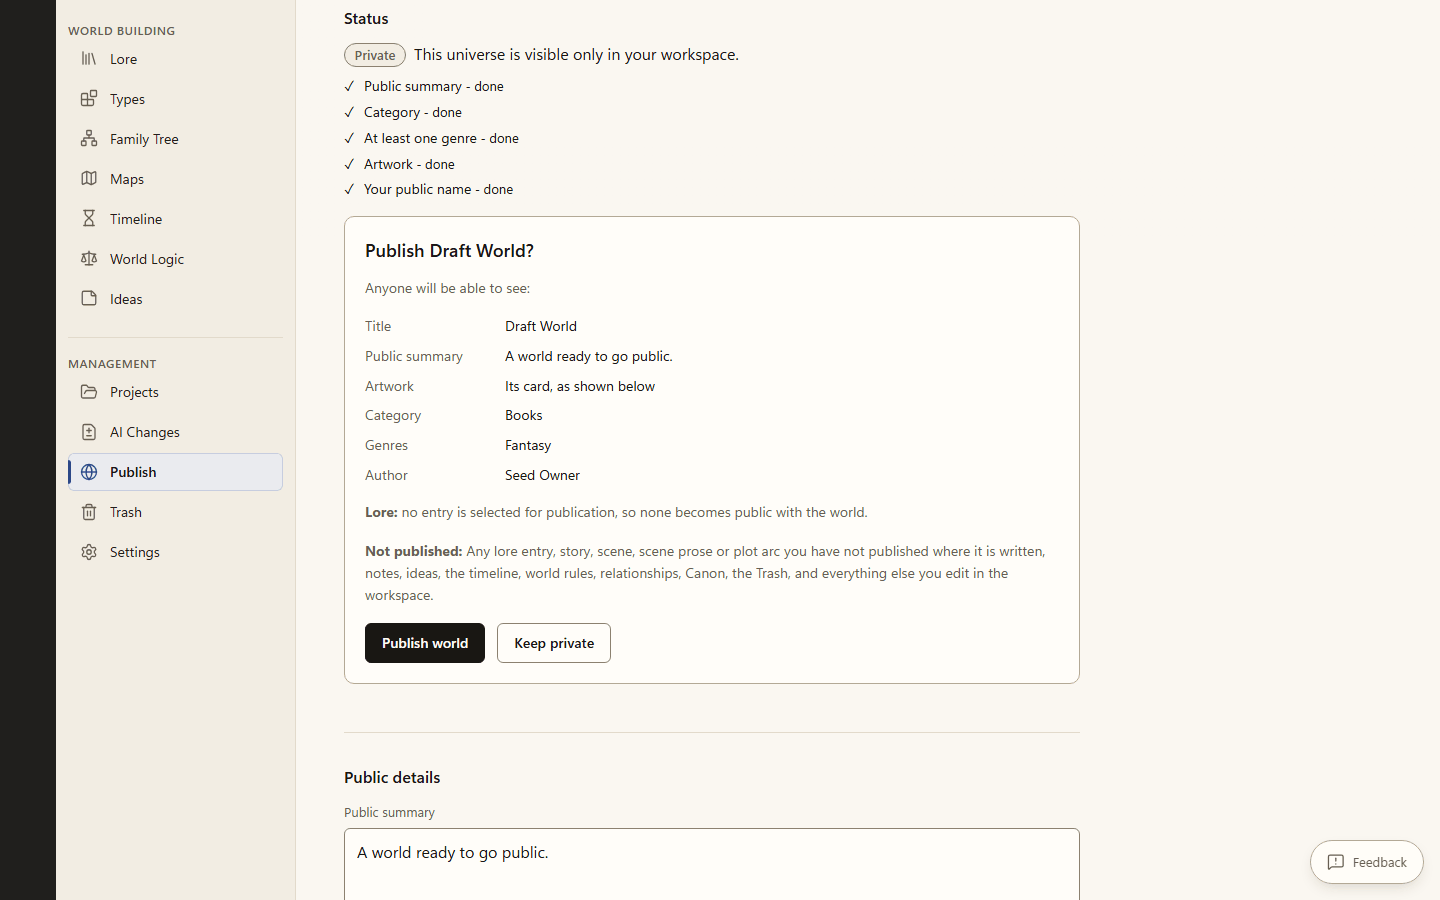 WORLD BUILDING
Lore
Types
Family Tree
Maps
Timeline
World Logic
Ideas
MANAGEMENT
Projects
AI Changes
Publish
Trash
Settings
Status
Private This universe is visible only in your workspace.
✓ Public summary - done
✓ Category - done
✓ At least one genre - done
✓ Artwork - done
✓ Your public name - done
Publish Draft World?
Anyone will be able to see:
Title Draft World
Public summary A world ready to go public.
Artwork Its card, as shown below
Category Books
Genres Fantasy
Author Seed Owner
Lore: no entry is selected for publication, so none becomes public with the world.
Not published: Any lore entry, story, scene, scene prose or plot arc you have not published where it is written,
notes, ideas, the timeline, world rules, relationships, Canon, the Trash, and everything else you edit in the
workspace.
Publish world Keep private
Public details
Public summary
A world ready to go public.
Feedback